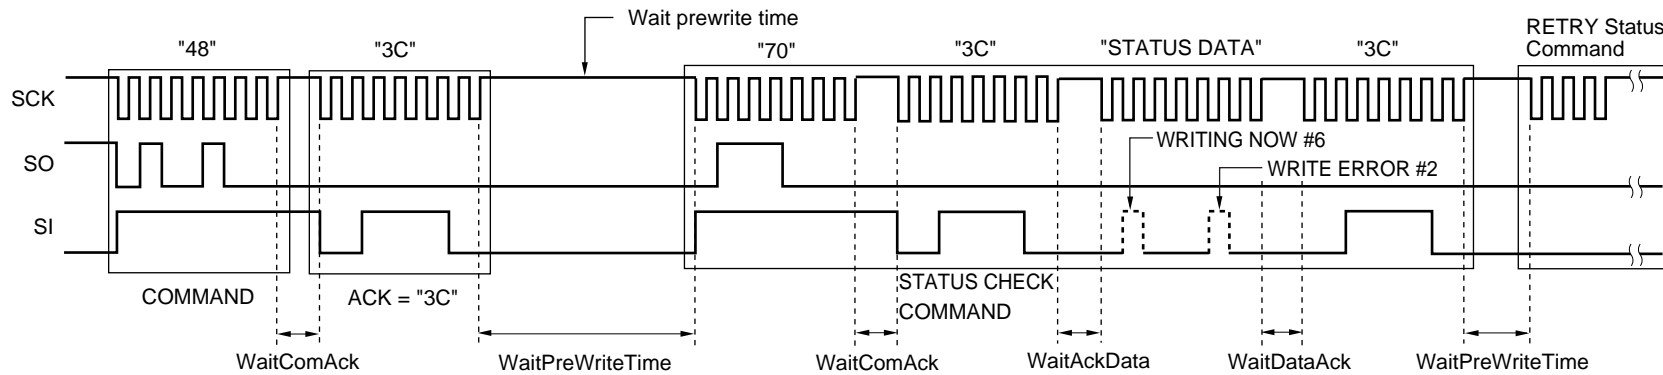 Wait prewrite time
RETRY Status
Command
"48"
"3C"
"70"
"3C"
"STATUS DATA"
"3C"
SCK
WRITING NOW #6
SO
WRITE ERROR #2
SI
COMMAND
ACK = "3C"
STATUS CHECK
COMMAND
WaitComAck
WaitPreWriteTime
WaitComAck
WaitAckData
WaitDataAck
WaitPreWriteTime